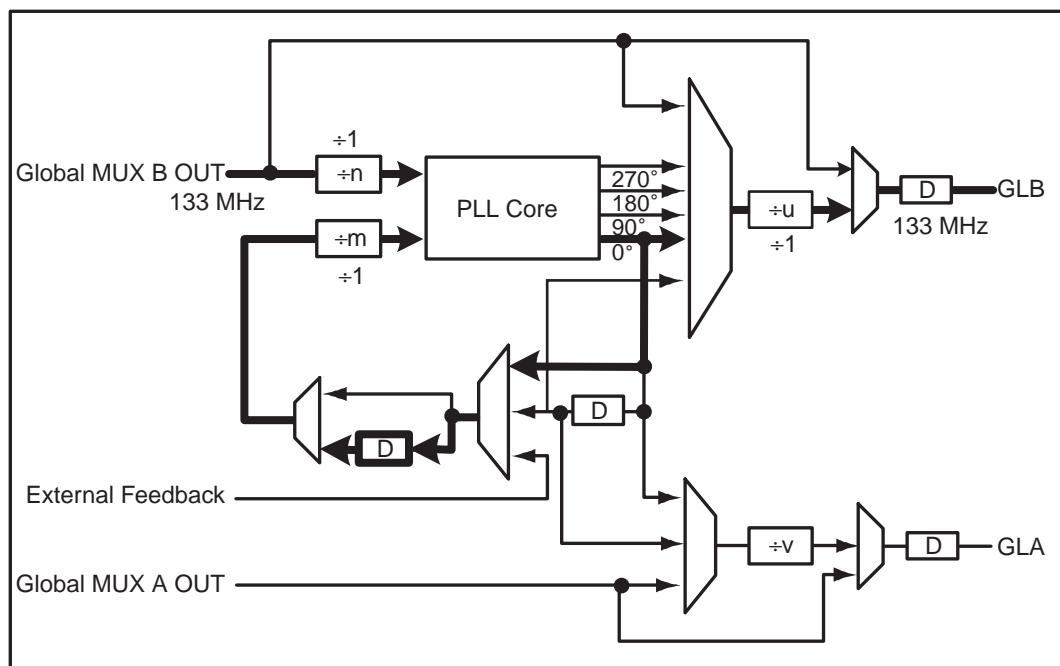 ÷1
Global MUX B OUT
÷n
133 MHz
PLL Core
270°
180°
90°
0°
÷u
÷1
D
GLB
133 MHz
÷m
÷1
D
D
External Feedback
÷v
D
GLA
Global MUX A OUT